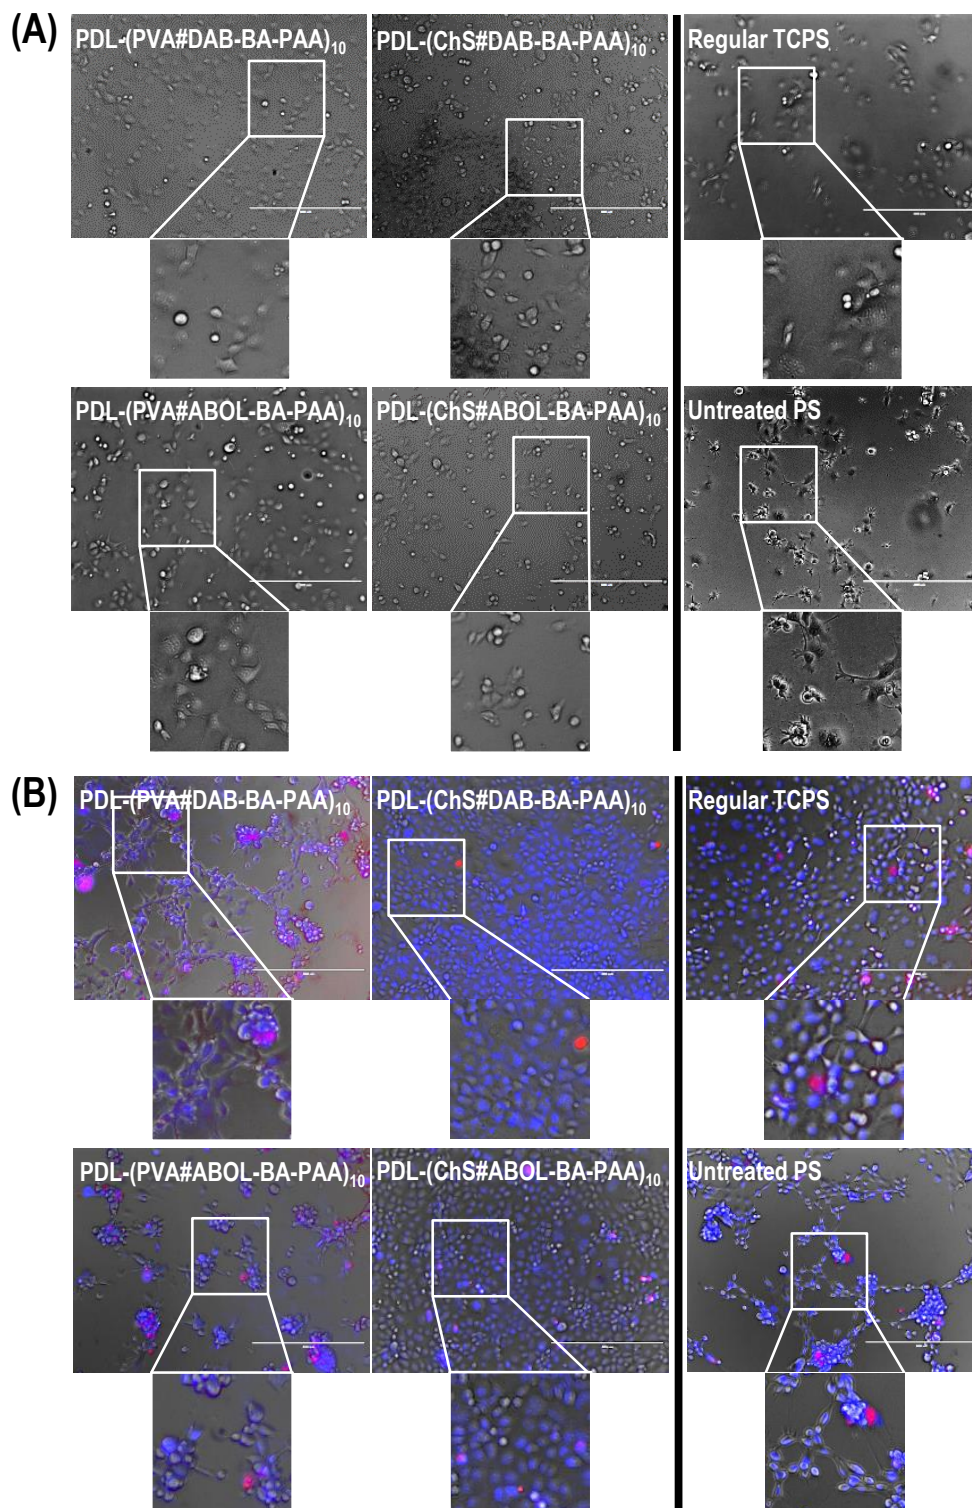 (A)
PDL-(PVA#DAB-BA-PAA)₁₀
PDL-(ChS#DAB-BA-PAA)₁₀
Regular TCPS
PDL-(PVA#ABOL-BA-PAA)₁₀
PDL-(ChS#ABOL-BA-PAA)₁₀
Untreated PS
(B)
PDL-(PVA#DAB-BA-PAA)₁₀
PDL-(ChS#DAB-BA-PAA)₁₀
Regular TCPS
PDL-(PVA#ABOL-BA-PAA)₁₀
PDL-(ChS#ABOL-BA-PAA)₁₀
Untreated PS